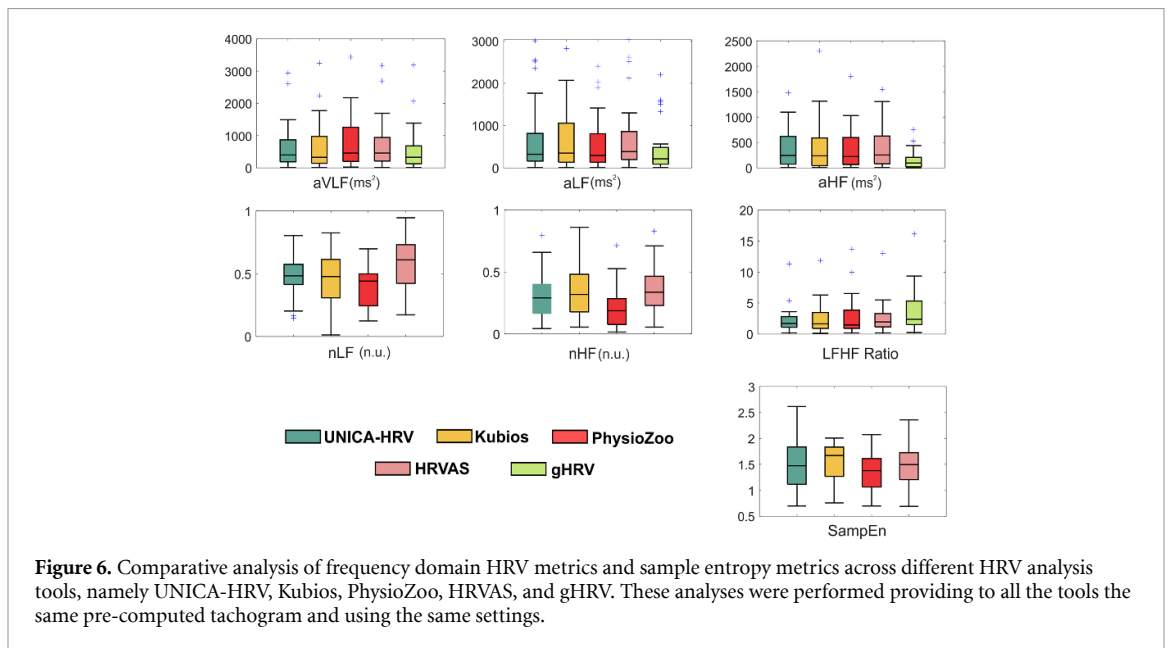 4000
3000
2000
1000
0
aVLF(ms²)
3000
2000
1000
0
aLF(ms²)
2500
2000
1500
1000
500
0
aHF (ms²)
1
0.5
0
nLF (n.u.)
1
0.5
0
nHF(n.u.)
20
15
10
5
0
LFHF Ratio
3
2.5
2
1.5
1
0.5
SampEn
UNICA-HRV Kubios PhysioZoo
HRVAS gHRV
Figure 6. Comparative analysis of frequency domain HRV metrics and sample entropy metrics across different HRV analysis
tools, namely UNICA-HRV, Kubios, PhysioZoo, HRVAS, and gHRV. These analyses were performed providing to all the tools the
same pre-computed tachogram and using the same settings.